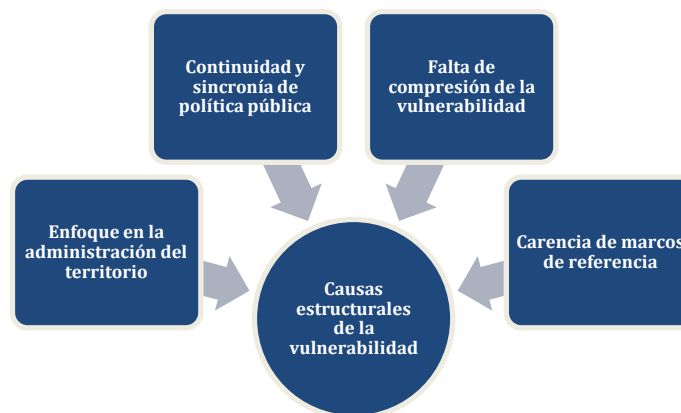 Continuidad y
sincronía de
política pública
Falta de
compresión de la
vulnerabilidad
Enfoque en la
administración del
territorio
Carencia de marcos
de referencia
Causas
estructurales
de la
vulnerabilidad